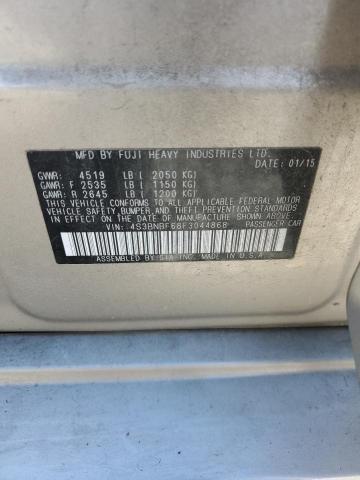 MFD BY FUJI HEAVY INDUSTRIES LTD.
DATE: 01/15
GVWR: 4519 LB ( 2050 KG)
GAWR: F 2535 LB ( 1150 KG)
GAWR: R 2645 LB ( 1200 KG)
THIS VEHICLE CONFORMS TO ALL APPLICABLE FEDERAL MOTOR
VEHICLE SAFETY, BUMPER, AND THEFT PREVENTION STANDARDS
IN EFFECT ON THE DATE OF MANUFACTURE SHOWN ABOVE.
VIN: 4S3BNBF68F3044868 PASSENGER CAR
ASSEMBLED BY SIA, INC. MADE IN U.S.A.